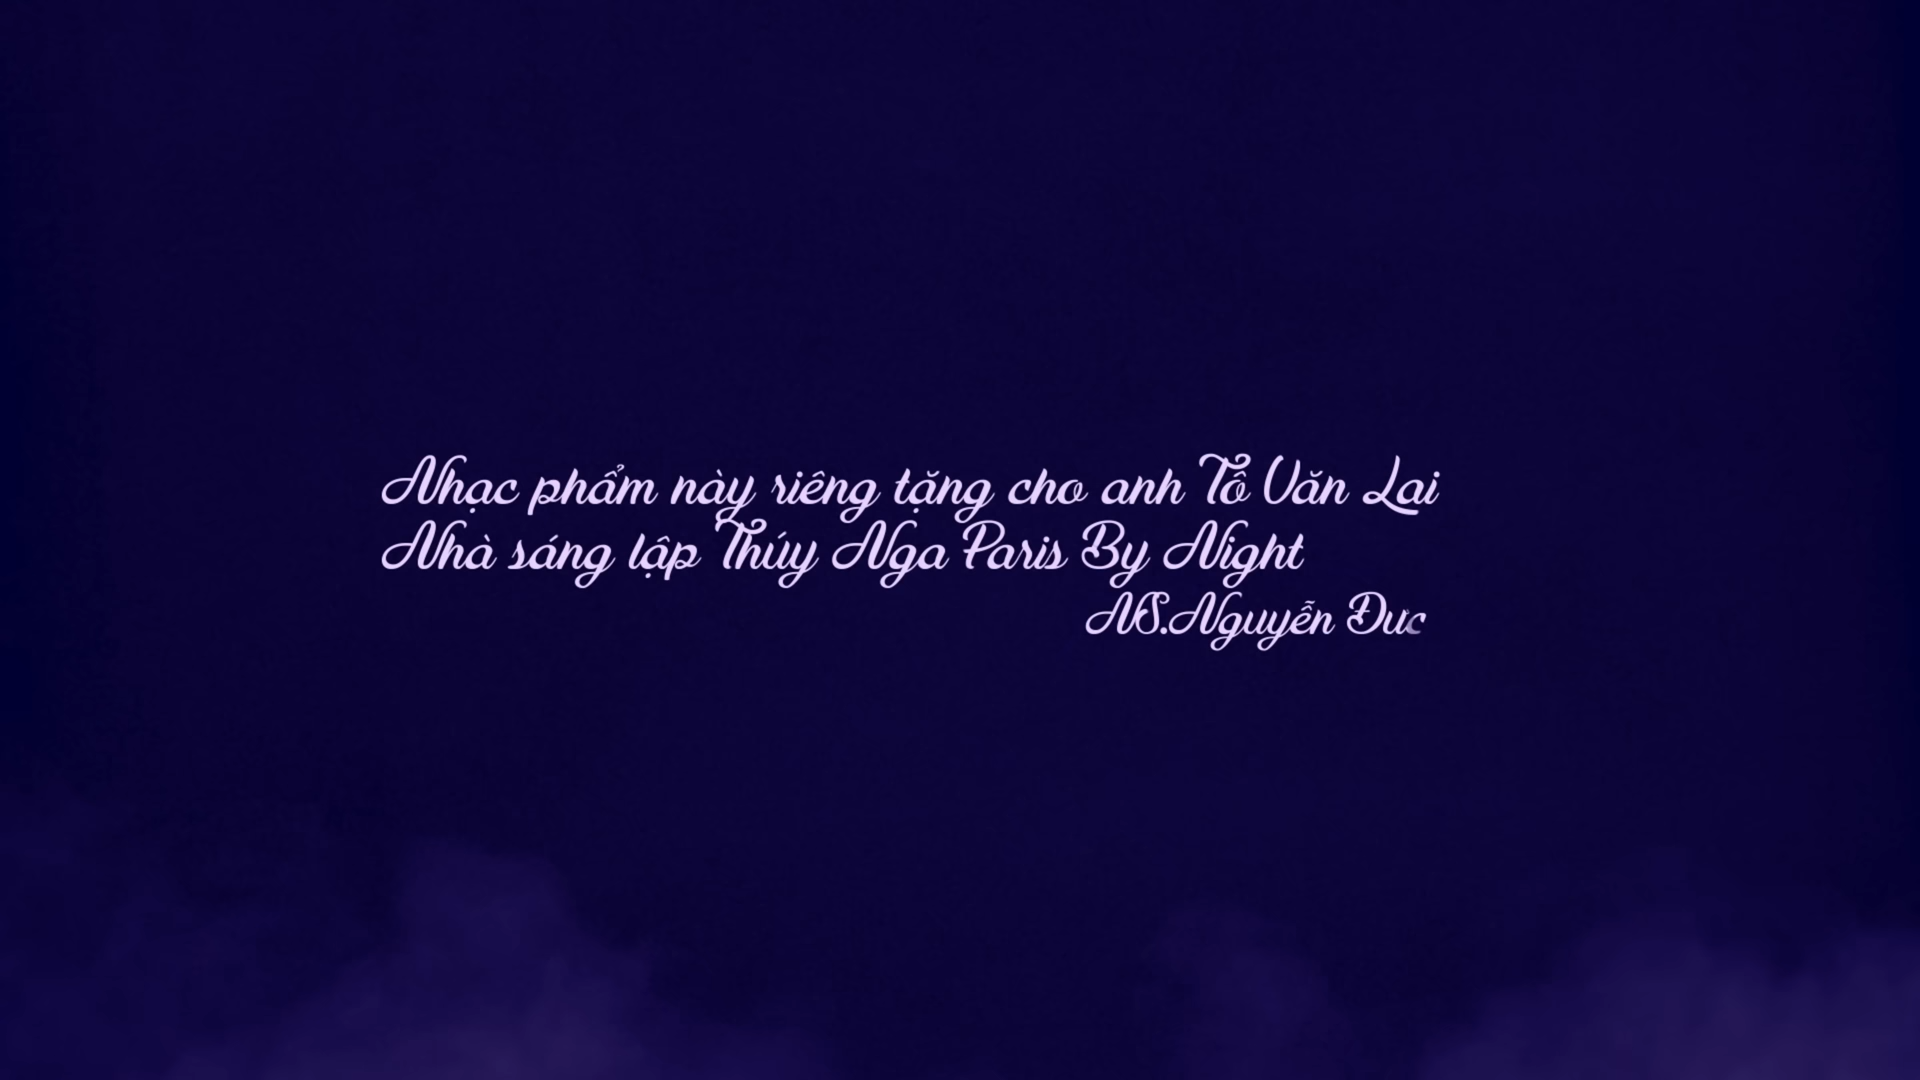 Nhạc phẩm này riêng tặng cho anh Tô Văn Lai
Nhà sáng lập Thúy Nga Paris By Night
NS.Nguyễn Đưc